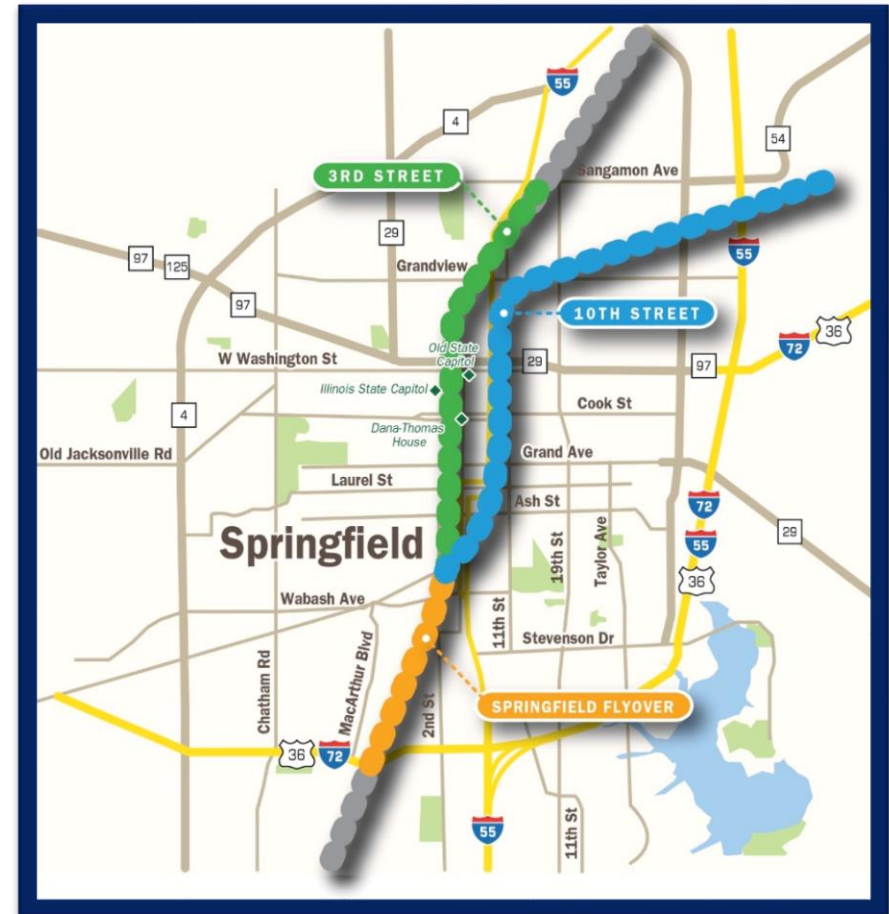 55
4
54
3RD STREET
Sangamon Ave
29
97
125
Grandview
55
97
10TH STREET
36
72
W Washington St
Old State
Capitol
29
97
Illinois State Capitol
4
Cook St
Dana-Thomas
House
Old Jacksonville Rd
Grand Ave
Laurel St
72
Ash St
29
Springfield
55
19th St
Taylor Ave
36
Wabash Ave
11th St
Stevenson Dr
Chatham Rd
MacArthur Blvd
2nd St
SPRINGFIELD FLYOVER
36
72
55
11th St